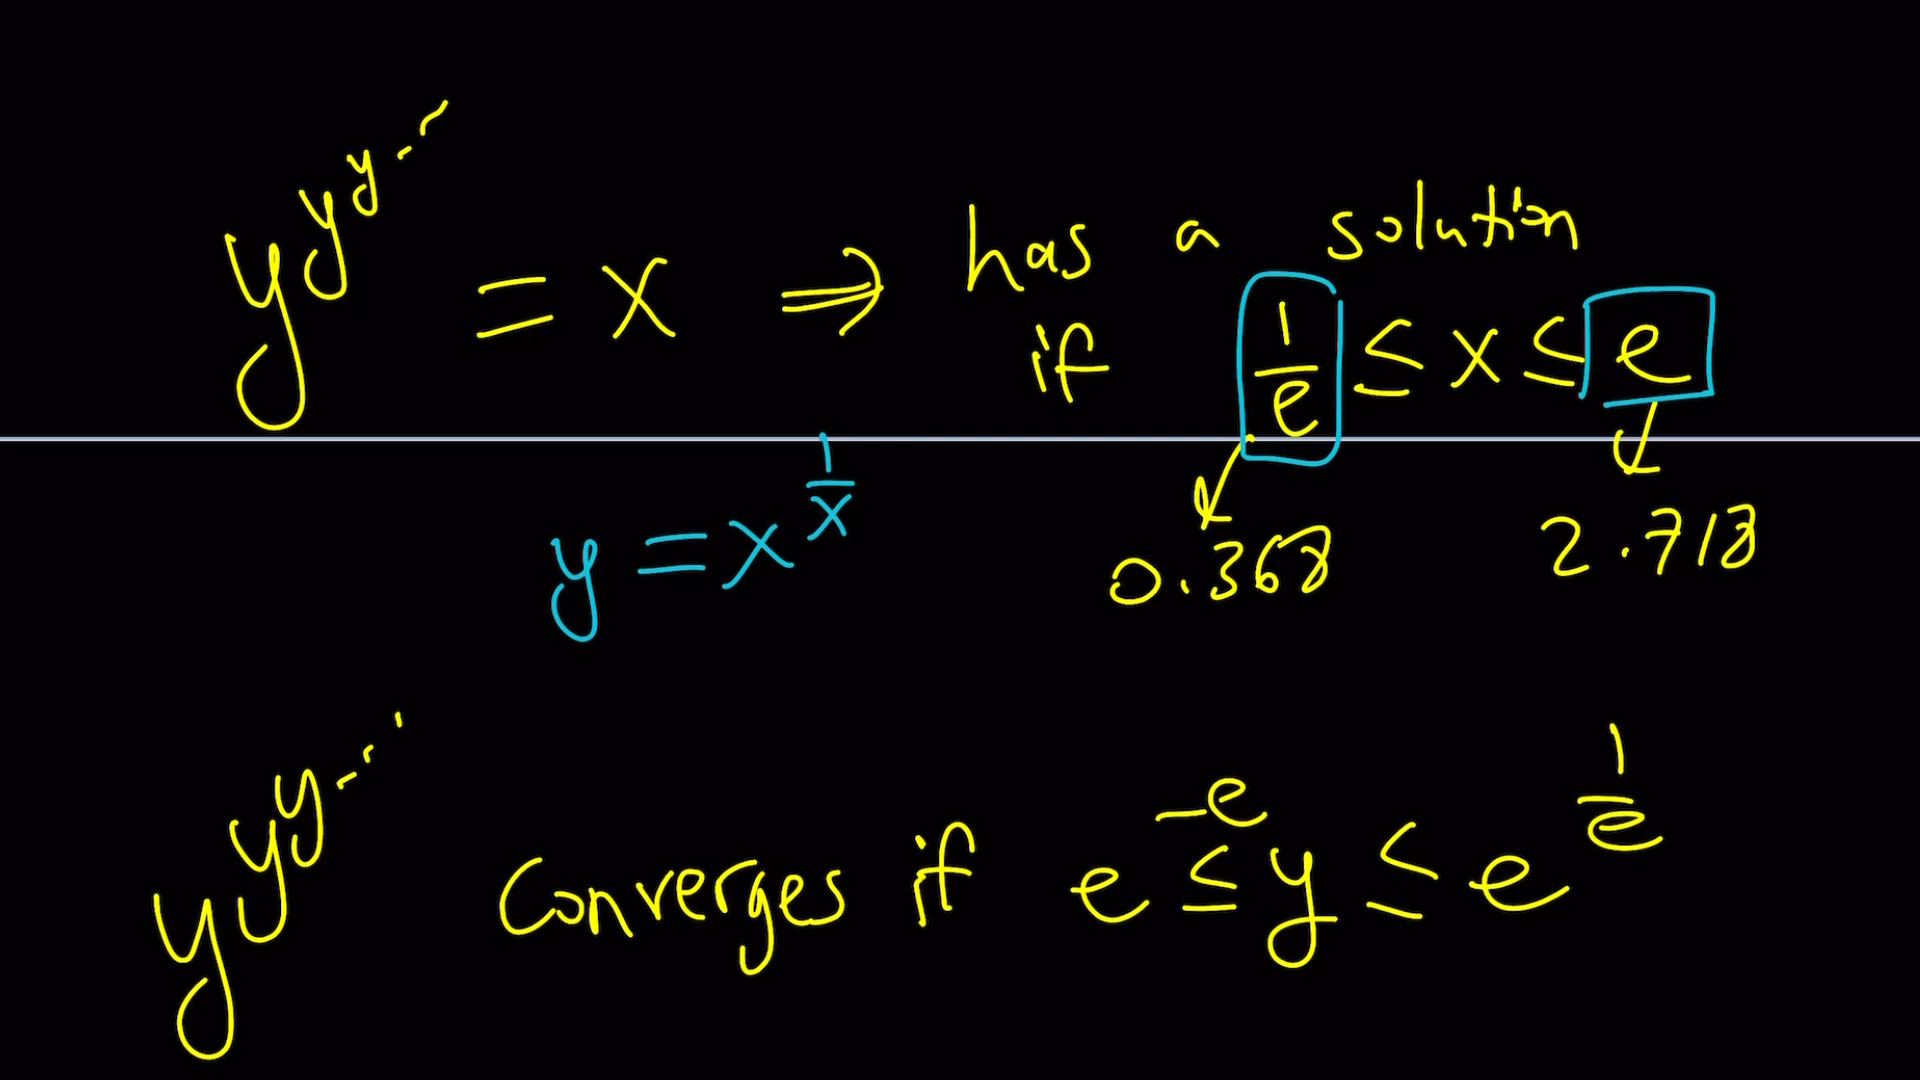 y^y^y^... = x ⇒ has a solution
if 1/e ≤ x ≤ e
y = x^(1/x)
0.368
2.718
y^y^y^... Converges if e^(-e) ≤ y ≤ e^(1/e)